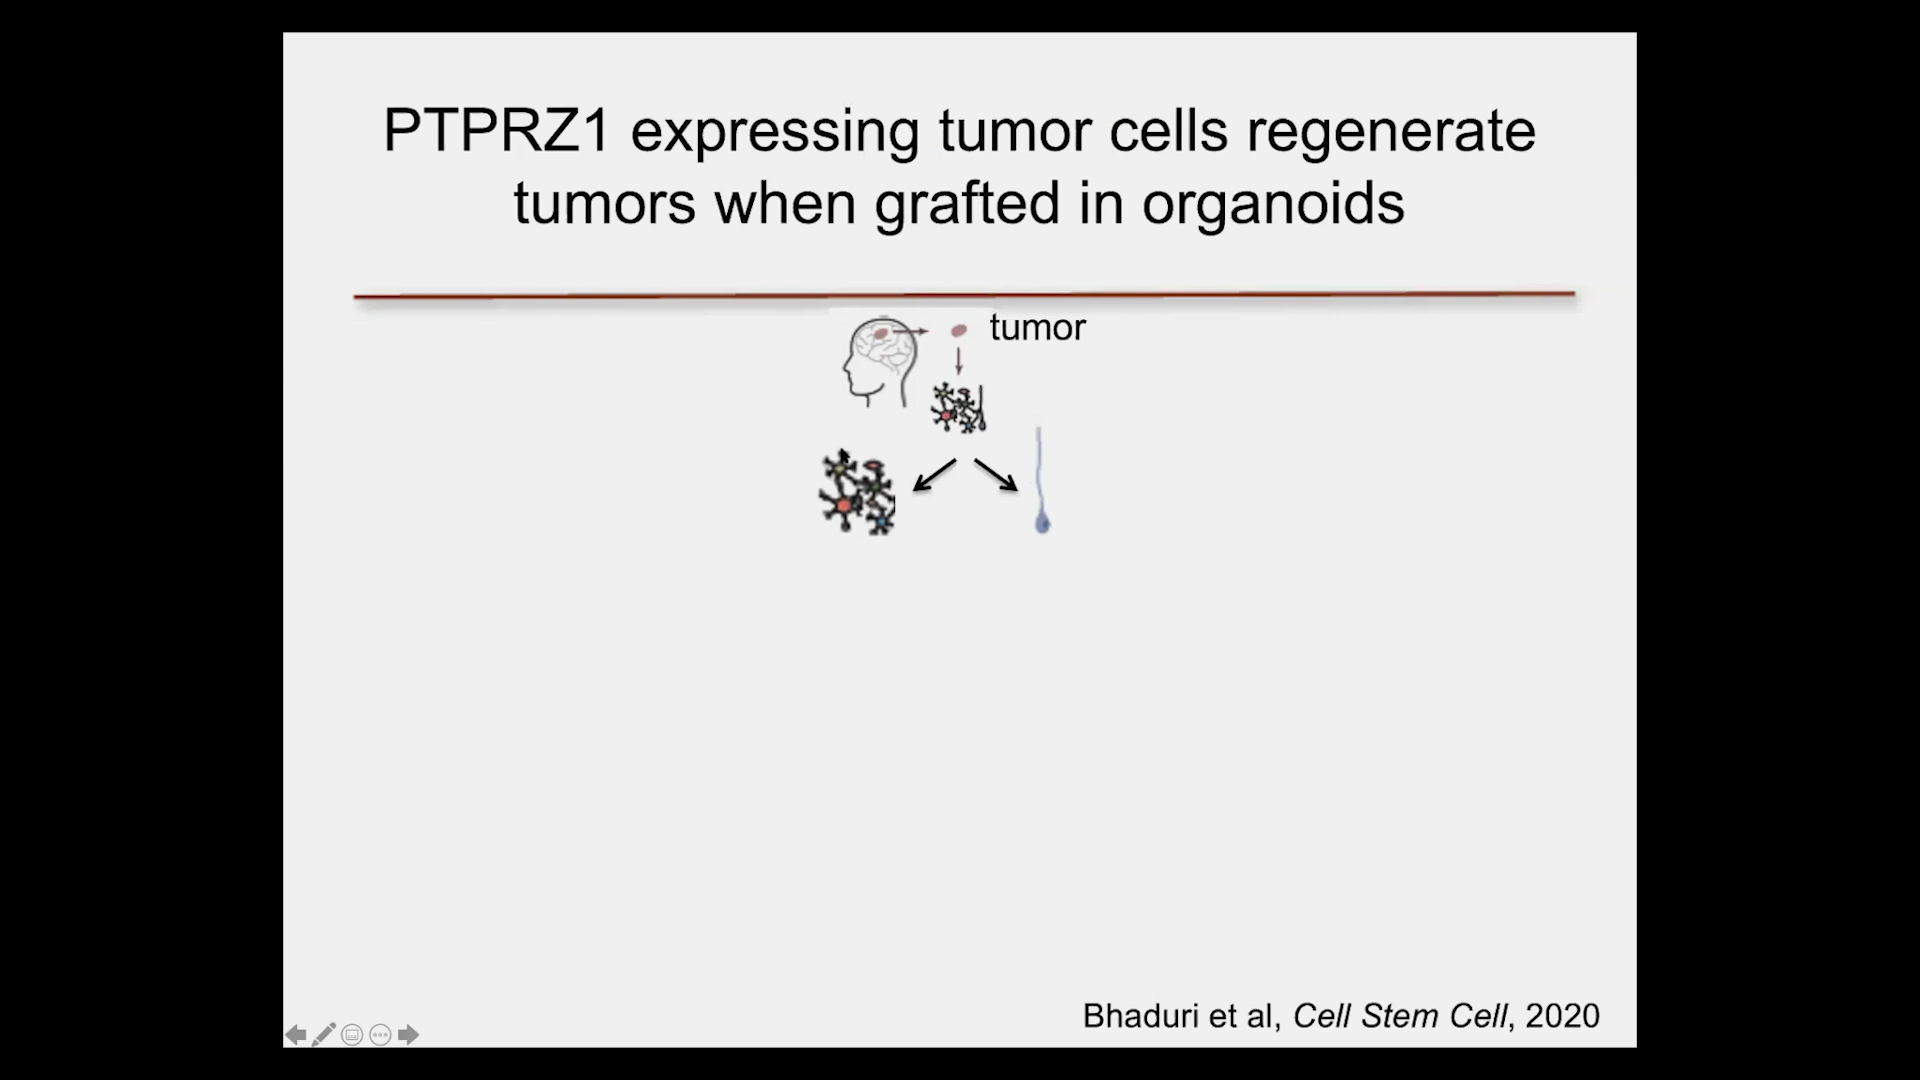 PTPRZ1 expressing tumor cells regenerate
tumors when grafted in organoids
tumor
Bhaduri et al, Cell Stem Cell, 2020